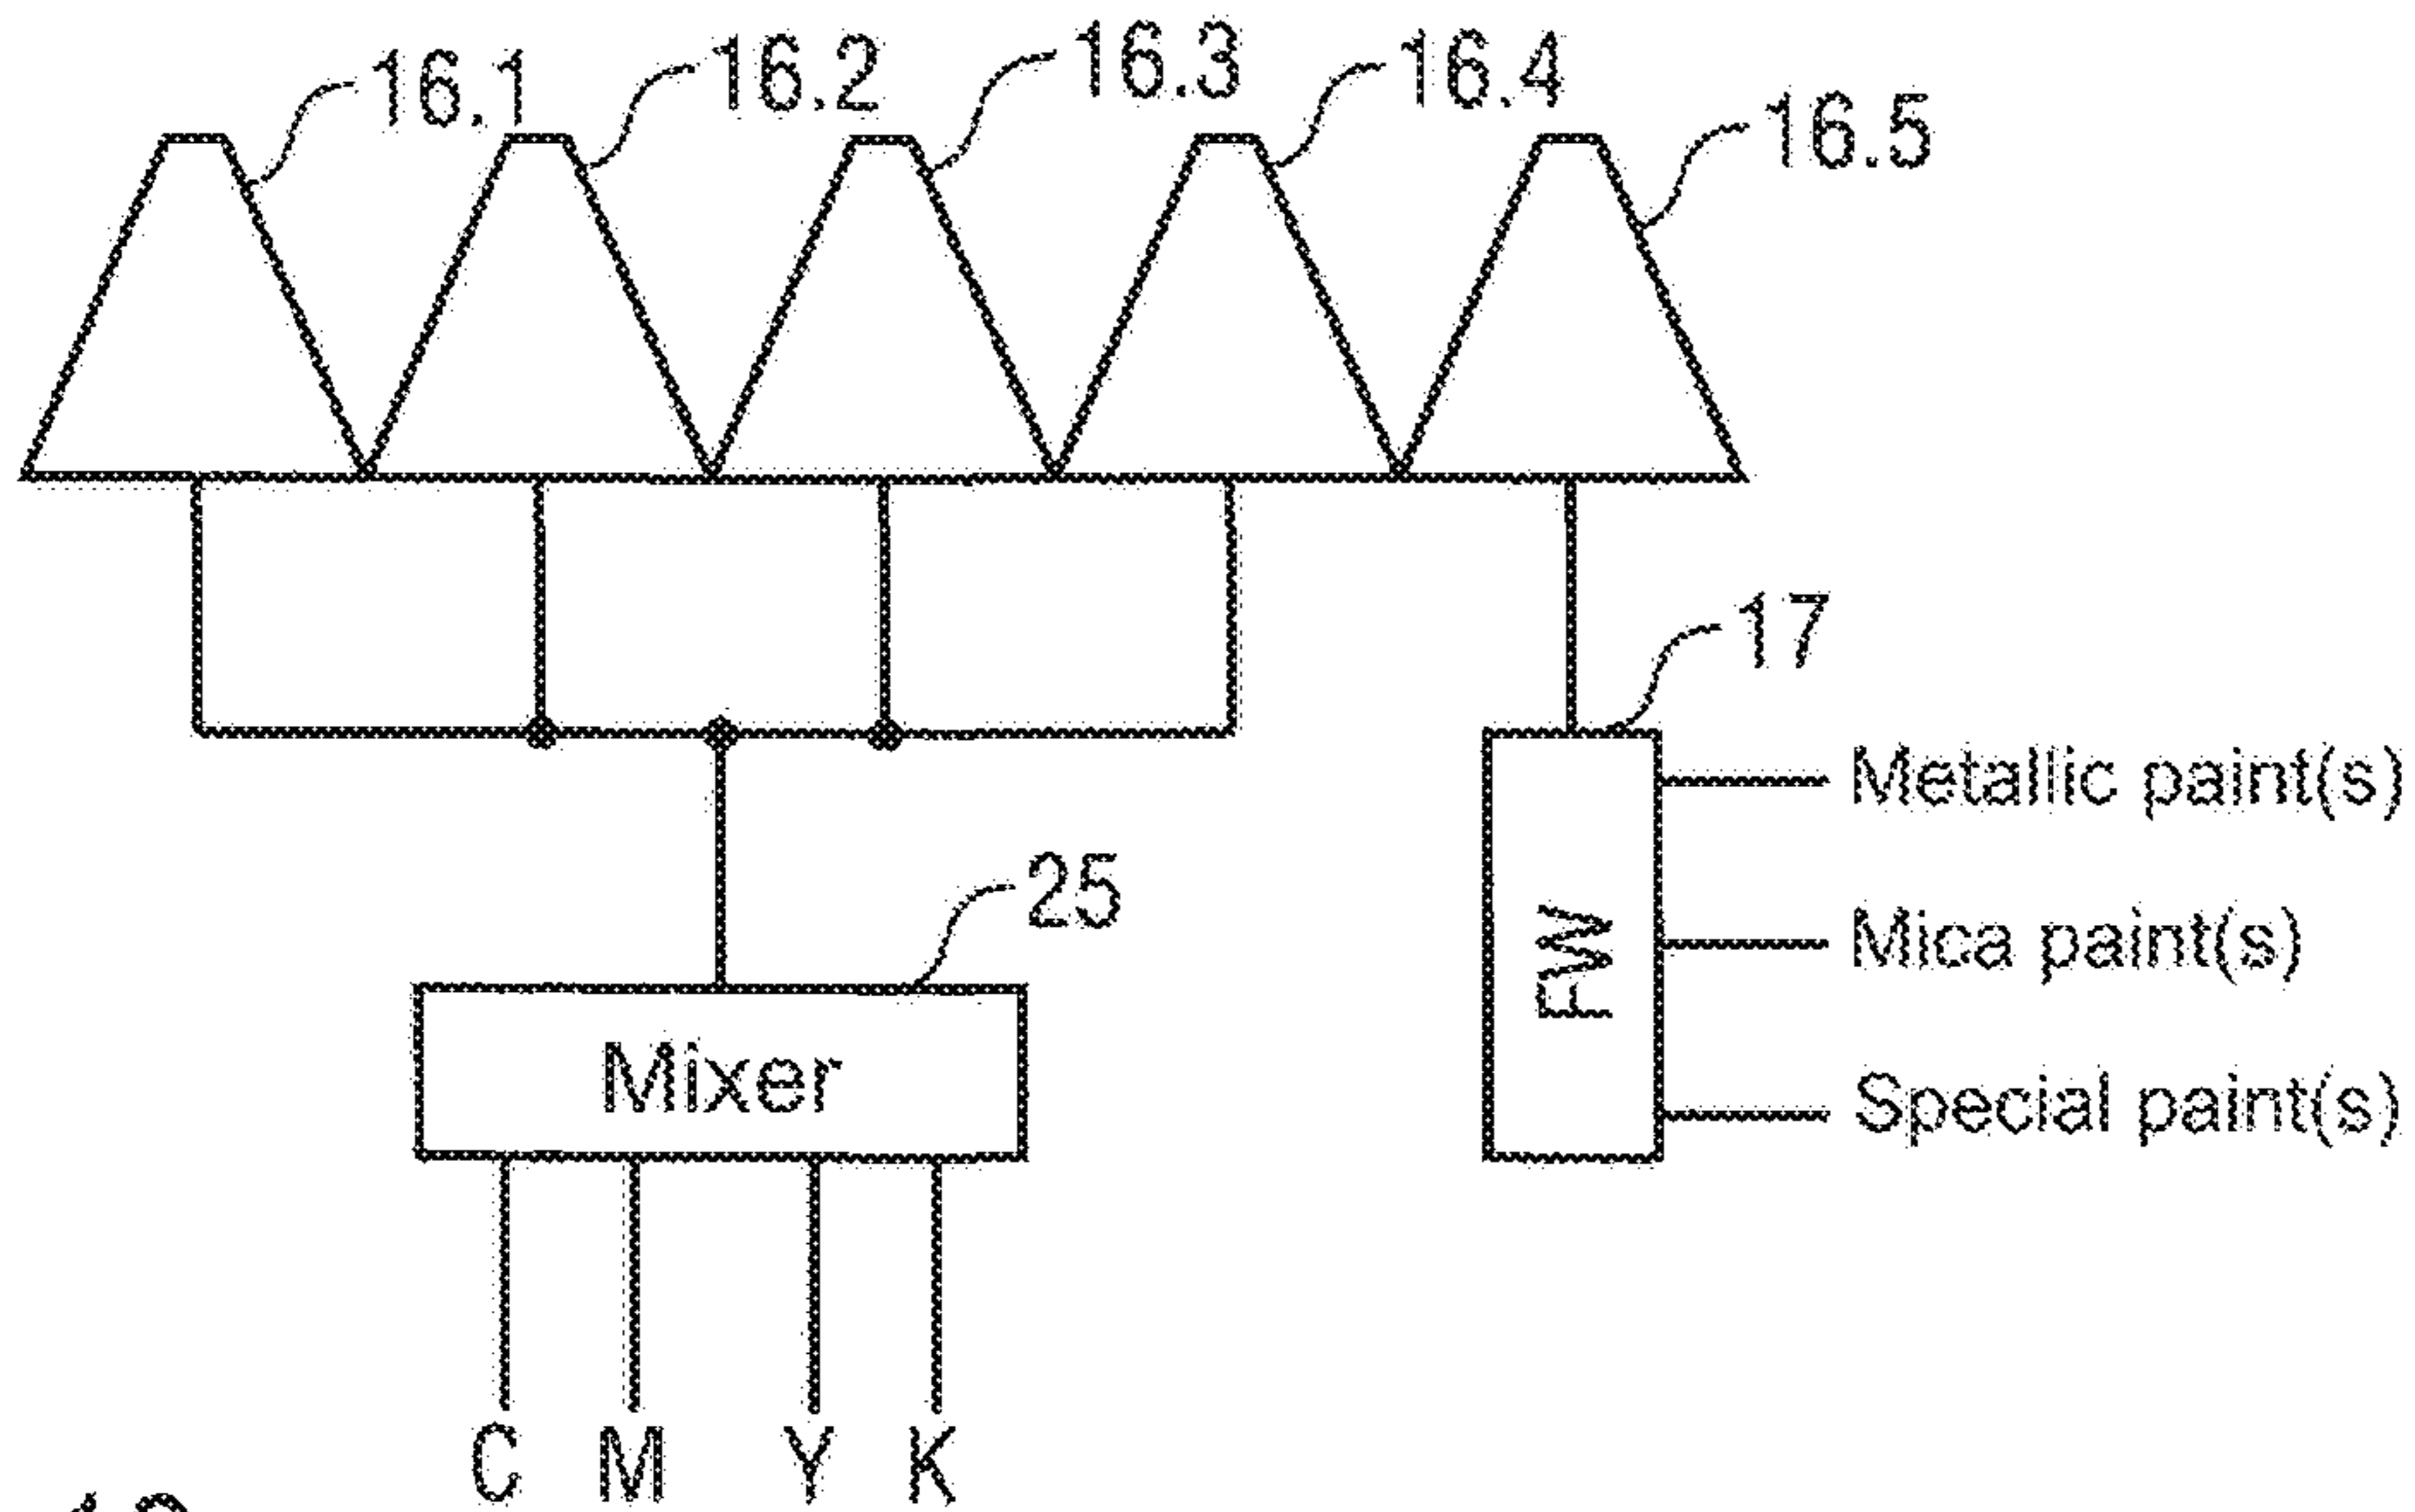 16.1 16.2 16.3 16.4 16.5
17
Metallic paint(s)
25
FW
Mica paint(s)
Mixer
Special paint(s)
C M Y K